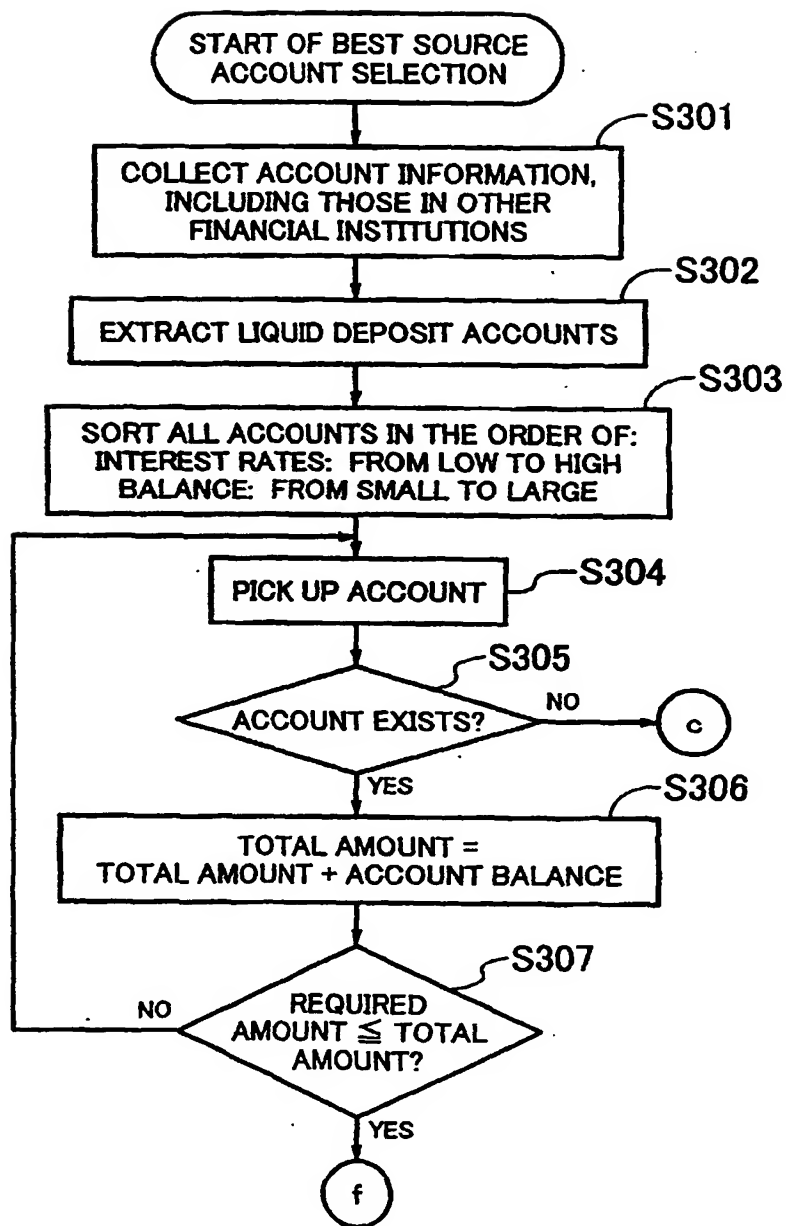 START OF BEST SOURCE
ACCOUNT SELECTION
S301
COLLECT ACCOUNT INFORMATION,
INCLUDING THOSE IN OTHER
FINANCIAL INSTITUTIONS
S302
EXTRACT LIQUID DEPOSIT ACCOUNTS
S303
SORT ALL ACCOUNTS IN THE ORDER OF:
INTEREST RATES: FROM LOW TO HIGH
BALANCE: FROM SMALL TO LARGE
S304
PICK UP ACCOUNT
S305
ACCOUNT EXISTS?
NO
c
YES
S306
TOTAL AMOUNT =
TOTAL AMOUNT + ACCOUNT BALANCE
S307
NO
REQUIRED
AMOUNT ≦ TOTAL
AMOUNT?
YES
f